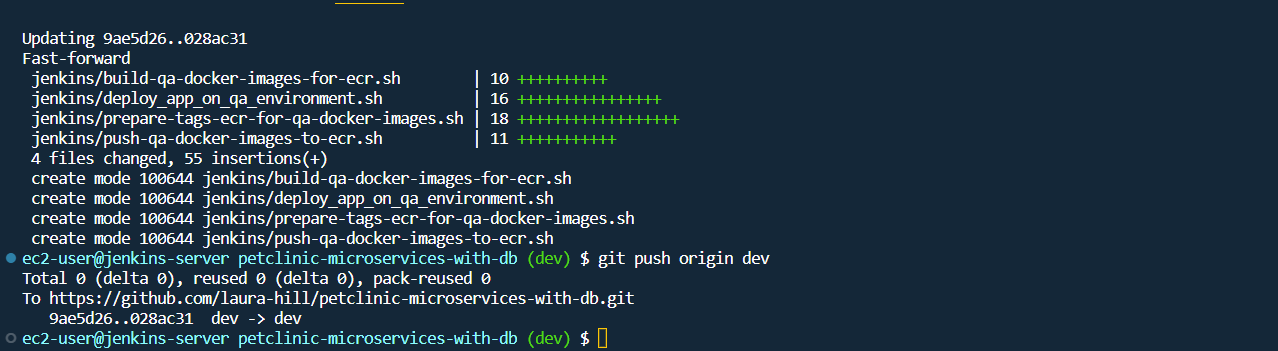 Updating 9ae5d26..028ac31
Fast-forward
 jenkins/build-qa-docker-images-for-ecr.sh        | 10 ++++++++++
 jenkins/deploy_app_on_qa_environment.sh          | 16 ++++++++++++++++
 jenkins/prepare-tags-ecr-for-qa-docker-images.sh | 18 ++++++++++++++++++
 jenkins/push-qa-docker-images-to-ecr.sh          | 11 +++++++++++
 4 files changed, 55 insertions(+)
 create mode 100644 jenkins/build-qa-docker-images-for-ecr.sh
 create mode 100644 jenkins/deploy_app_on_qa_environment.sh
 create mode 100644 jenkins/prepare-tags-ecr-for-qa-docker-images.sh
 create mode 100644 jenkins/push-qa-docker-images-to-ecr.sh
ec2-user@jenkins-server petclinic-microservices-with-db (dev) $ git push origin dev
Total 0 (delta 0), reused 0 (delta 0), pack-reused 0
To https://github.com/laura-hill/petclinic-microservices-with-db.git
   9ae5d26..028ac31  dev -> dev
ec2-user@jenkins-server petclinic-microservices-with-db (dev) $